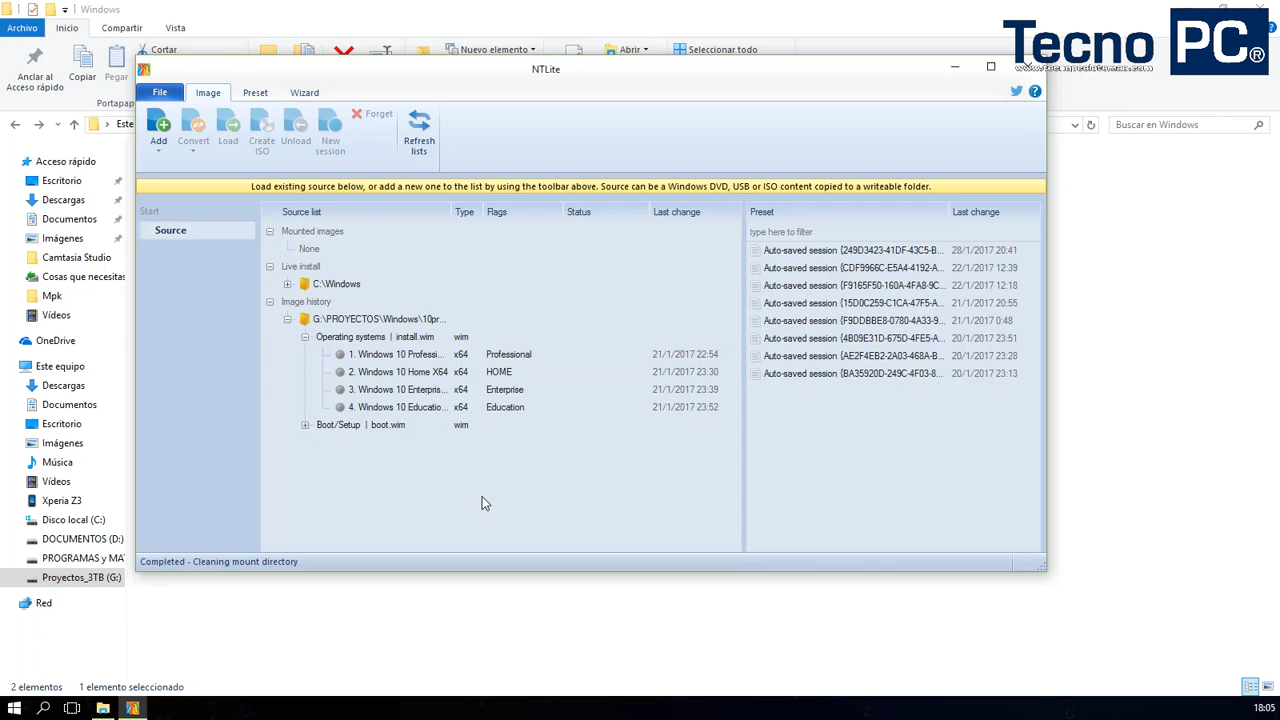 Windows
Archivo Inicio Compartir Vista
Anclar al Acceso rápido
Copiar
Pegar
Cortar
Nuevo elemento
Abrir
Seleccionar todo
Portapap
Tecno PC®
NTLite
File Image Preset Wizard
Add
Convert
Load
Create ISO
Unload
New session
Forget
Refresh lists
Este
Buscar en Windows
Load existing source below, or add a new one to the list by using the toolbar above. Source can be a Windows DVD, USB or ISO content copied to a writeable folder.
Start
Source
Source list Type Flags Status Last change
Mounted images
None
Live install
C:\Windows
Image history
G:\PROYECTOS\Windows\10pr...
Operating systems | install.wim wim
1. Windows 10 Professi... x64 Professional 21/1/2017 22:54
2. Windows 10 Home X64 x64 HOME 21/1/2017 23:30
3. Windows 10 Enterpris... x64 Enterprise 21/1/2017 23:39
4. Windows 10 Educatio... x64 Education 21/1/2017 23:52
Boot/Setup | boot.wim wim
Preset Last change
type here to filter
Auto-saved session {249D3423-41DF-43C5-B... 28/1/2017 20:41
Auto-saved session {CDF9966C-E5A4-4192-A... 22/1/2017 12:39
Auto-saved session {F9165F50-160A-4FA8-9C... 22/1/2017 12:18
Auto-saved session {15D0C259-C1CA-47F5-A... 21/1/2017 20:55
Auto-saved session {F9DDBBE8-0780-4A33-9... 21/1/2017 0:48
Auto-saved session {4B09E31D-675D-4FE5-A... 20/1/2017 23:51
Auto-saved session {AE2F4EB2-2A03-468A-B... 20/1/2017 23:28
Auto-saved session {BA35920D-249C-4F03-8... 20/1/2017 23:13
Completed - Cleaning mount directory
Acceso rápido
Escritorio
Descargas
Documentos
Imágenes
Camtasia Studio
Cosas que necesitas
Mpk
Vídeos
OneDrive
Este equipo
Descargas
Documentos
Escritorio
Imágenes
Música
Vídeos
Xperia Z3
Disco local (C:)
DOCUMENTOS (D:)
PROGRAMAS y MA
Proyectos_3TB (G:)
Red
2 elementos 1 elemento seleccionado
18:05